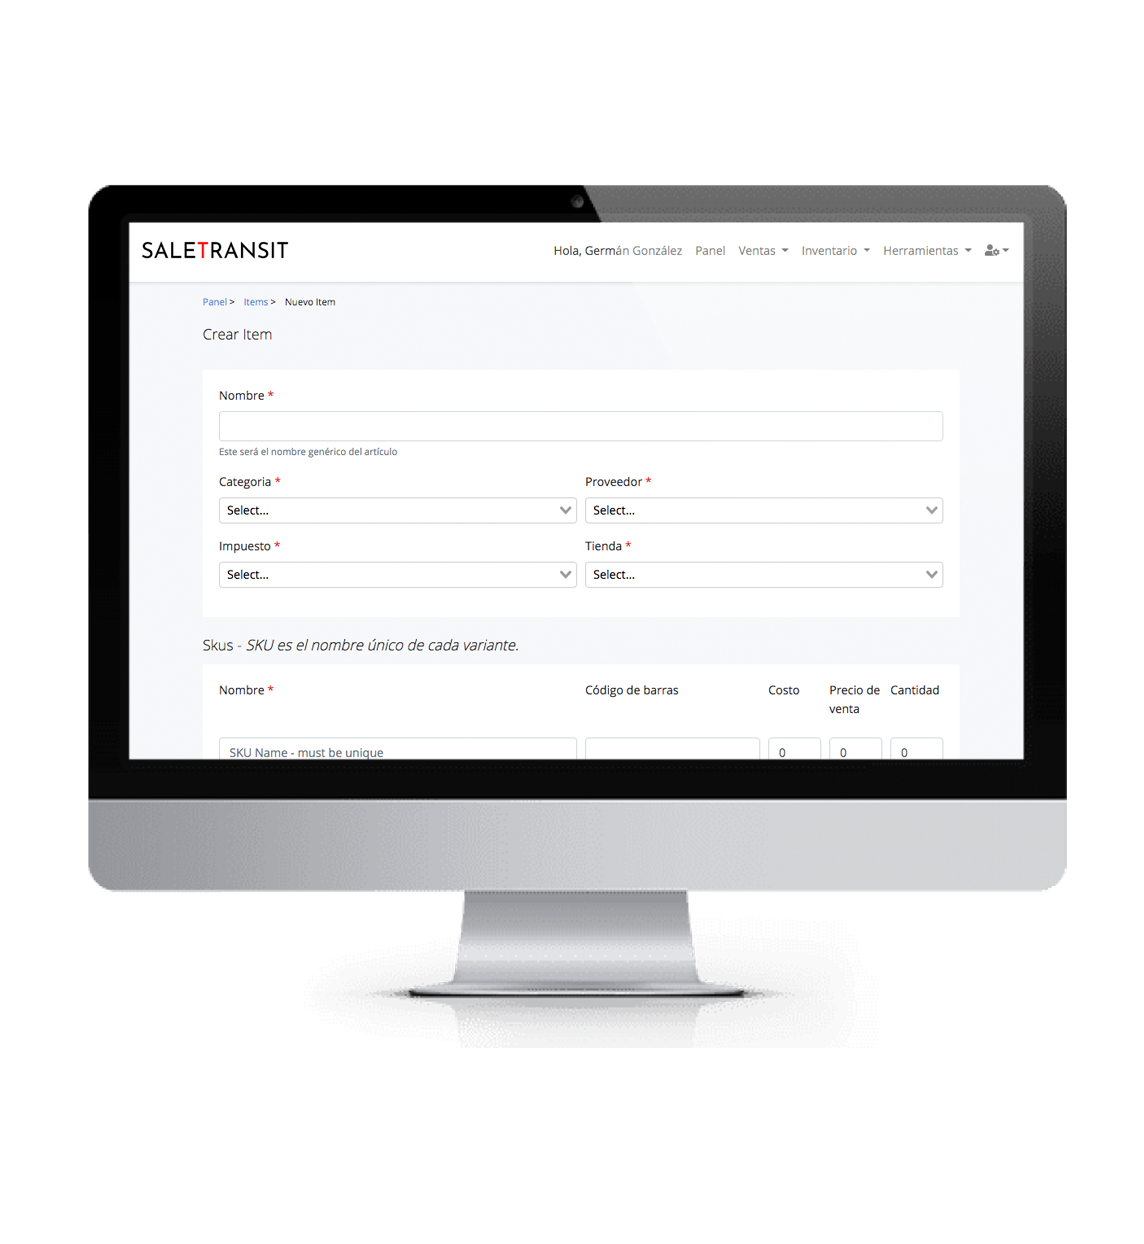 SALETRANSIT
Hola, Germán González Panel Ventas Inventario Herramientas
Panel > Items > Nuevo Item
Crear Item
Nombre *
Este será el nombre genérico del artículo
Categoria * Proveedor *
Select... Select...
Impuesto * Tienda *
Select... Select...
Skus - SKU es el nombre único de cada variante.
Nombre * Código de barras Costo Precio de venta Cantidad
SKU Name - must be unique 0 0 0